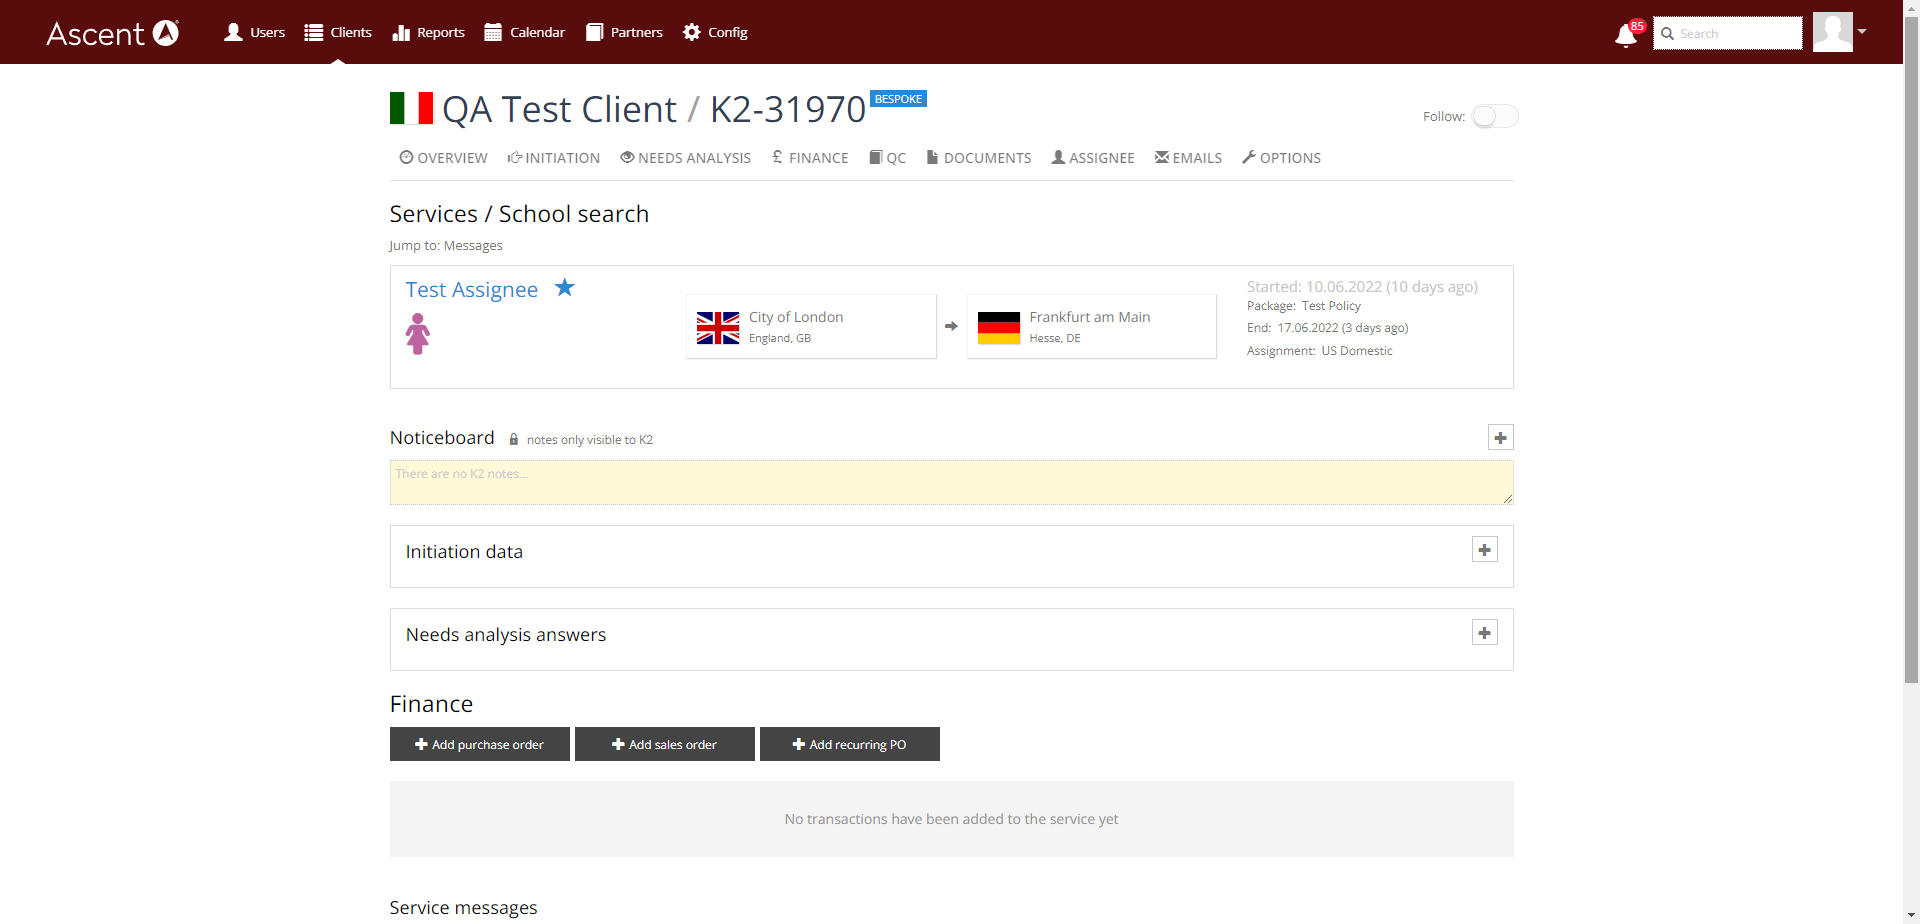 Ascent
Users
Clients
Reports
Calendar
Partners
Config
85
Search
QA Test Client / K2-31970
BESPOKE
Follow:
OVERVIEW
INITIATION
NEEDS ANALYSIS
£ FINANCE
QC
DOCUMENTS
ASSIGNEE
EMAILS
OPTIONS
Services / School search
Jump to: Messages
Test Assignee
City of London
England, GB
Frankfurt am Main
Hesse, DE
Started: 10.06.2022 (10 days ago)
Package: Test Policy
End: 17.06.2022 (3 days ago)
Assignment: US Domestic
Noticeboard
notes only visible to K2
There are no K2 notes...
Initiation data
Needs analysis answers
Finance
Add purchase order
Add sales order
Add recurring PO
No transactions have been added to the service yet
Service messages